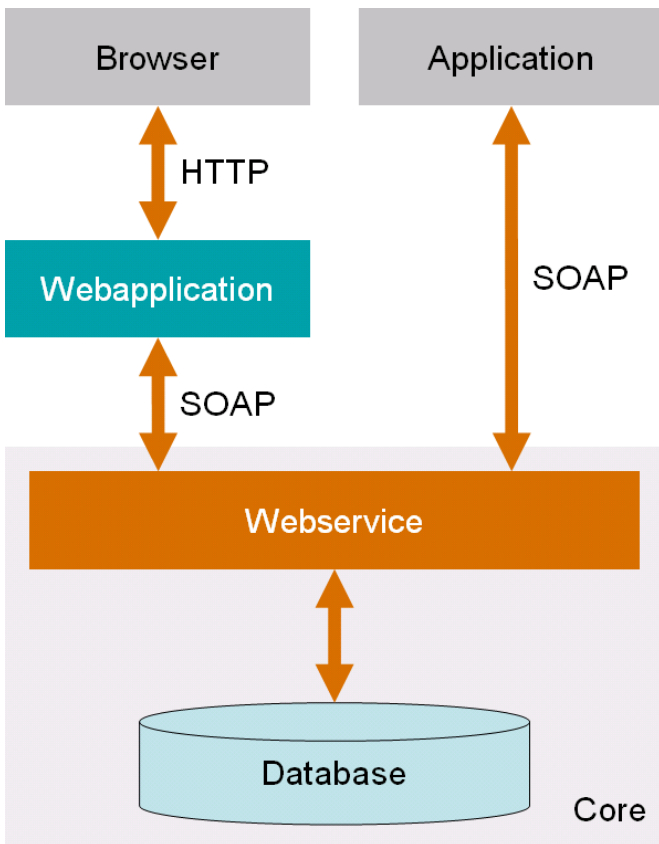 Browser
Application
HTTP
Webapplication
SOAP
SOAP
Webservice
Database
Core